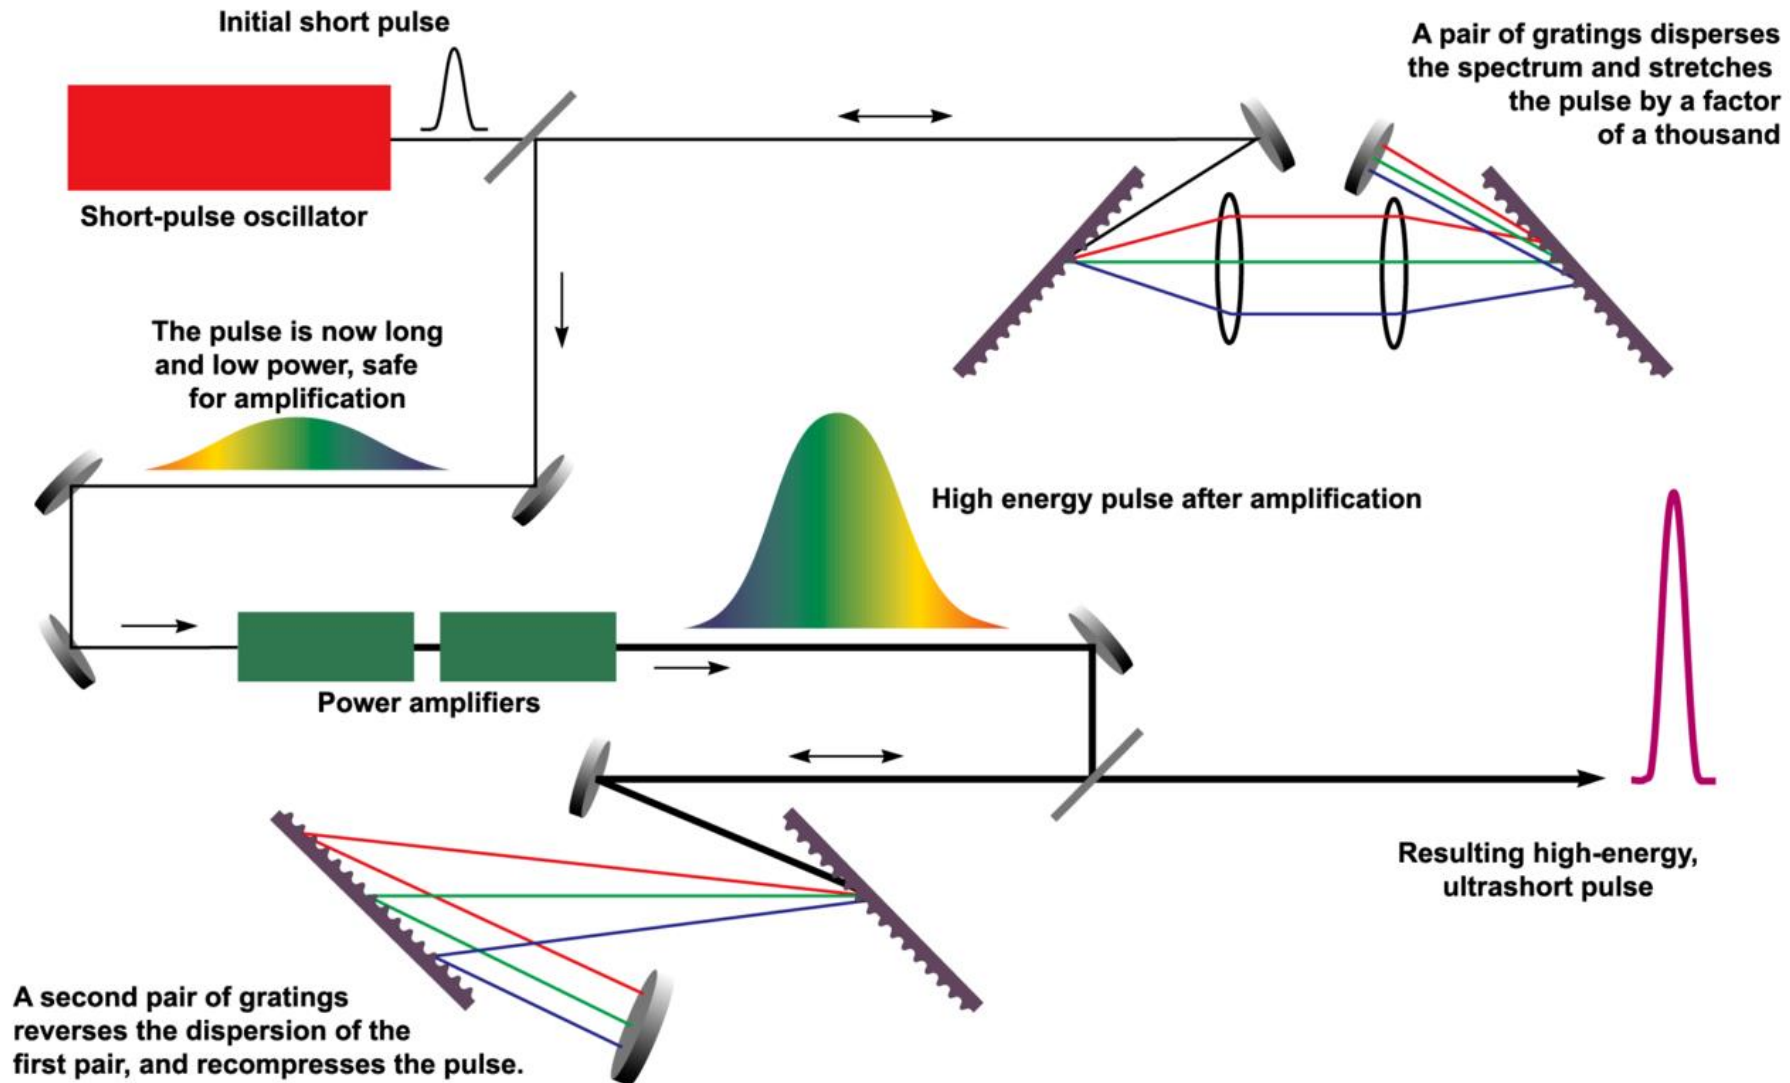 Initial short pulse
A pair of gratings disperses
the spectrum and stretches
the pulse by a factor
of a thousand
Short-pulse oscillator
The pulse is now long
and low power, safe
for amplification
High energy pulse after amplification
Power amplifiers
Resulting high-energy,
ultrashort pulse
A second pair of gratings
reverses the dispersion of the
first pair, and recompresses the pulse.